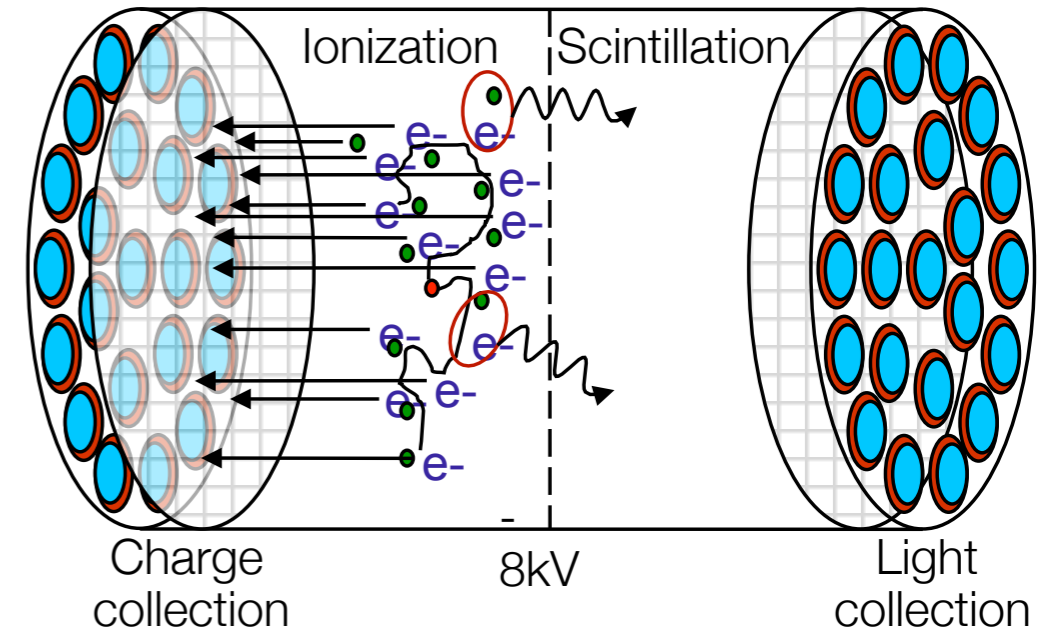 Ionization
Scintillation
e-
e-
e-
e-
e-
e-
e-
e-
e-
e-
e-
e-
e-
-
8kV
Charge
collection
Light
collection